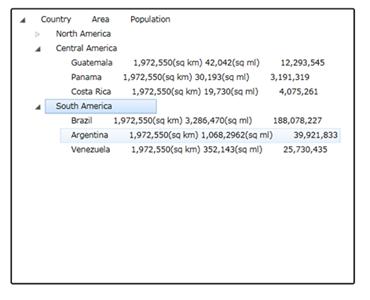 Country Area Population
North America
Central America
Guatemala 1,972,550(sq km) 42,042(sq ml) 12,293,545
Panama 1,972,550(sq km) 30,193(sq ml) 3,191,319
Costa Rica 1,972,550(sq km) 19,730(sq ml) 4,075,261
South America
Brazil 1,972,550(sq km) 3,286,470(sq ml) 188,078,227
Argentina 1,972,550(sq km) 1,068,2962(sq ml) 39,921,833
Venezuela 1,972,550(sq km) 352,143(sq ml) 25,730,435